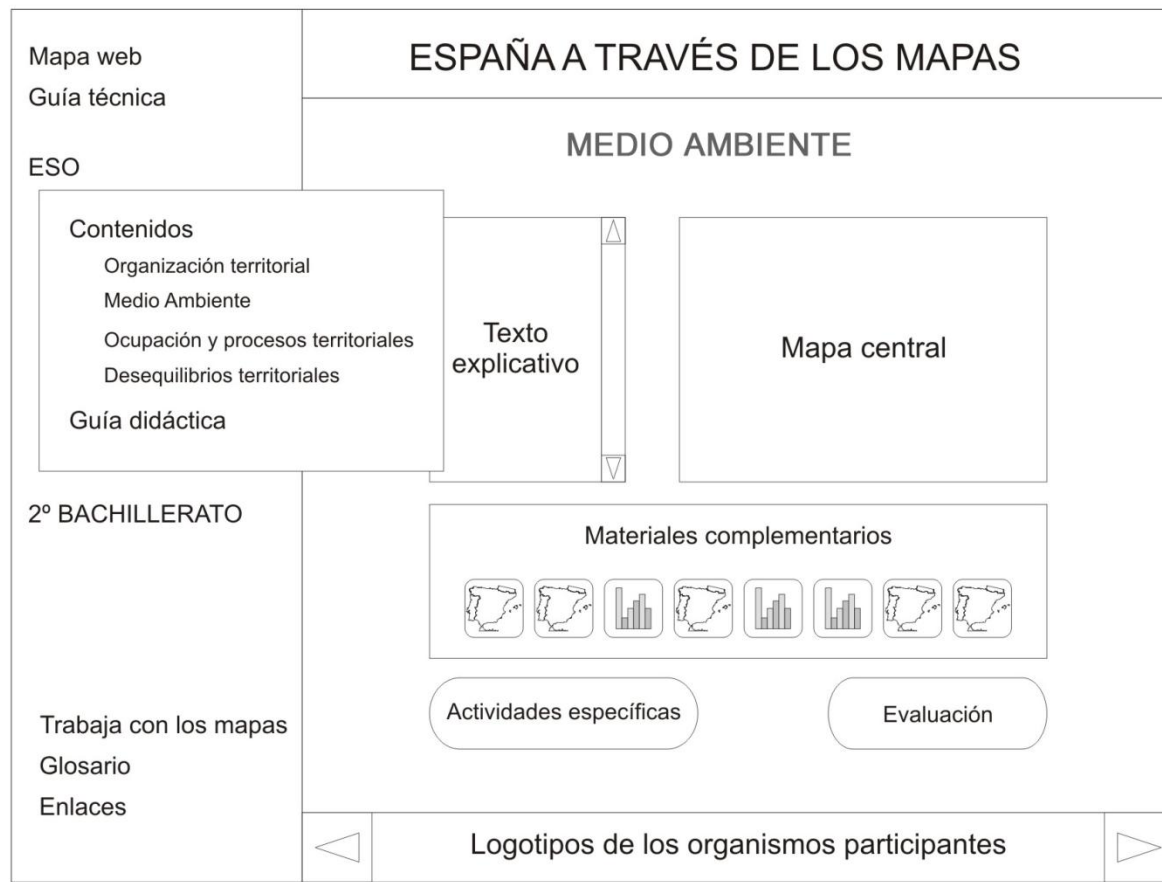 Mapa web
Guía técnica
ESO
Contenidos
Organización territorial
Medio Ambiente
Ocupación y procesos territoriales
Desequilibrios territoriales
Guía didáctica
2º BACHILLERATO
Trabaja con los mapas
Glosario
Enlaces
ESPAÑA A TRAVÉS DE LOS MAPAS
MEDIO AMBIENTE
Texto
explicativo
Mapa central
Materiales complementarios
Actividades específicas
Evaluación
Logotipos de los organismos participantes